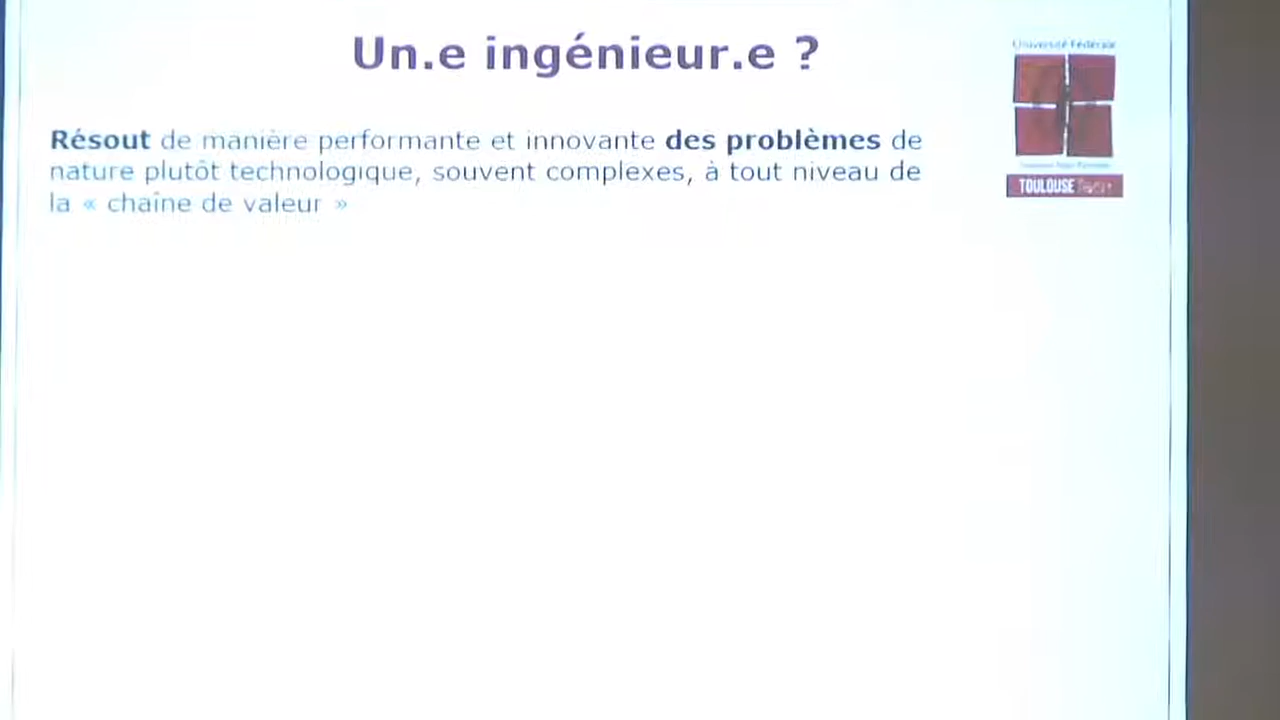 Un.e ingénieur.e ?
Université Fédérale
Résout de manière performante et innovante des problèmes de
nature plutôt technologique, souvent complexes, à tout niveau de
la « chaîne de valeur »
TOULOUSE Tech